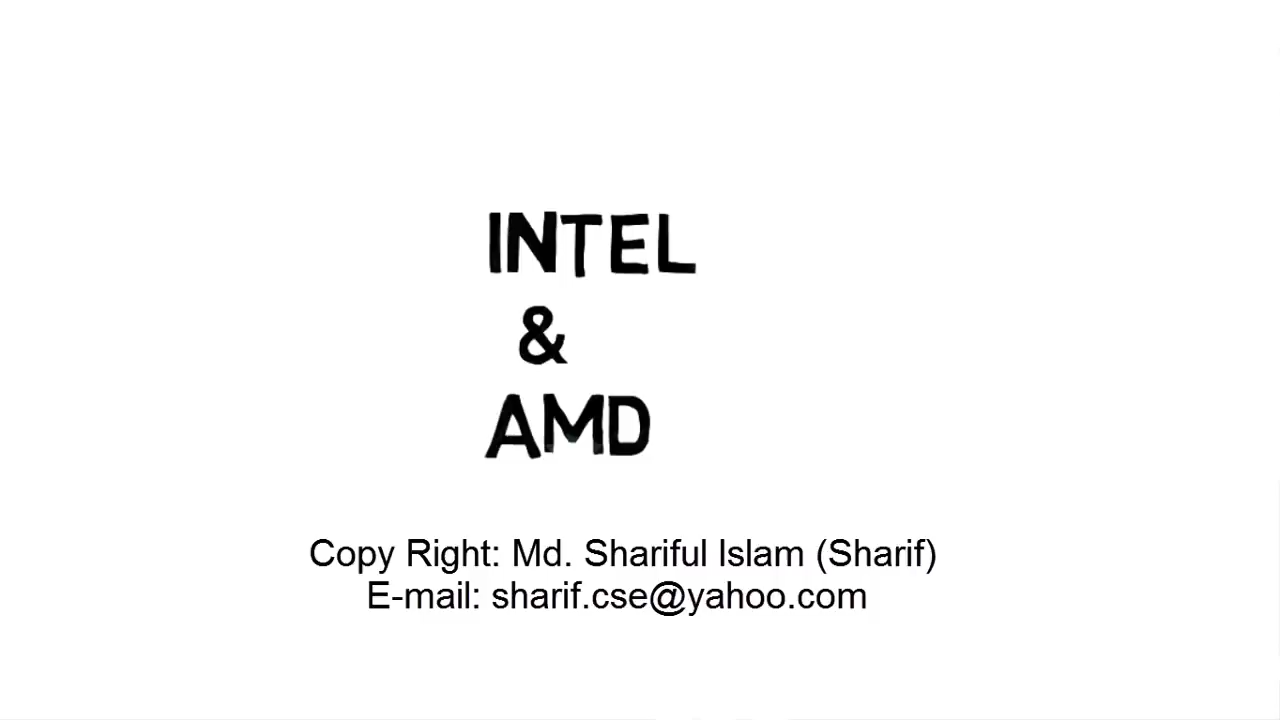 INTEL
&
AMD
Copy Right: Md. Shariful Islam (Sharif)
E-mail: sharif.cse@yahoo.com